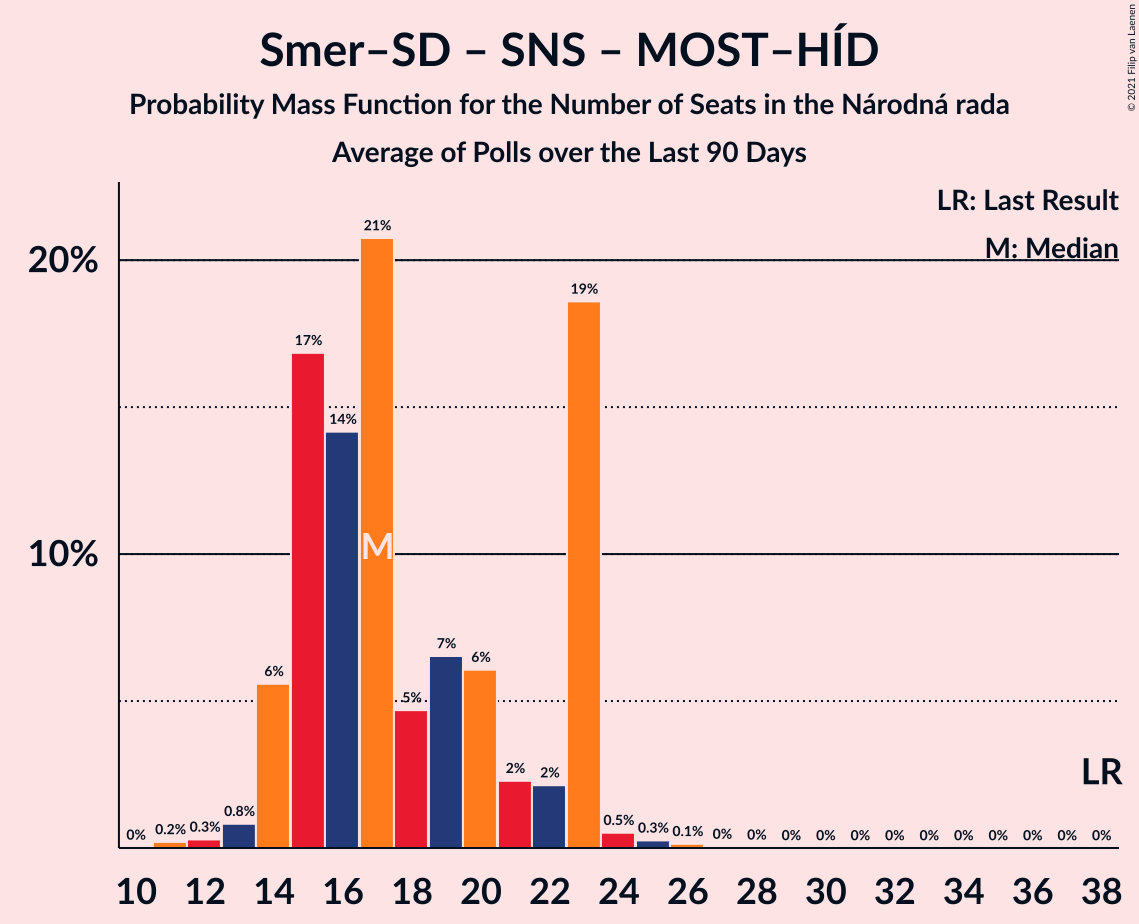 Smer–SD – SNS – MOST–HÍD
Probability Mass Function for the Number of Seats in the Národná rada
Average of Polls over the Last 90 Days
© 2021 Filip van Laenen
LR: Last Result
M: Median
20%
10%
0% 0.2% 0.3% 0.8% 6% 17% 14% 21% 5% 7% 6% 2% 2% 19% 0.5% 0.3% 0.1% 0% 0% 0% 0% 0% 0% 0% 0% 0% 0% 0% 0%
M
LR
10 12 14 16 18 20 22 24 26 28 30 32 34 36 38